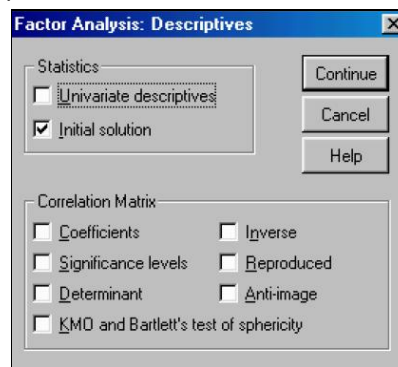 Factor Analysis: Descriptives
Statistics
Univariate descriptives
Initial solution
Continue
Cancel
Help
Correlation Matrix
Coefficients
Inverse
Significance levels
Reproduced
Determinant
Anti-image
KMO and Bartlett's test of sphericity